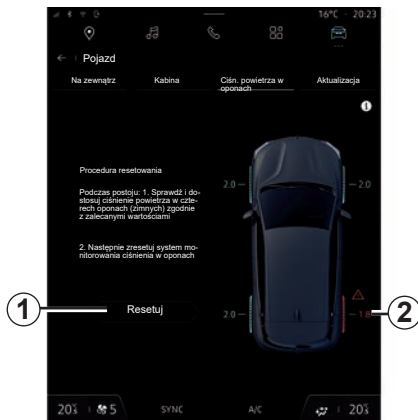 16°C 20:23
← Pojazd
Na zewnątrz Kabina Ciśn. powietrza w oponach Aktualizacja
Procedura resetowania
Podczas postoju: 1. Sprawdź i do-
stosuj ciśnienie powietrza w czte-
rech oponach (zimnych) zgodnie
z zalecanymi wartościami
2.0 2.0
2. Następnie zresetuj system mo-
nitorowania ciśnienia w oponach
1 Resetuj 2.0 1.8 2
20⁵ 5 SYNC A/C 20⁵